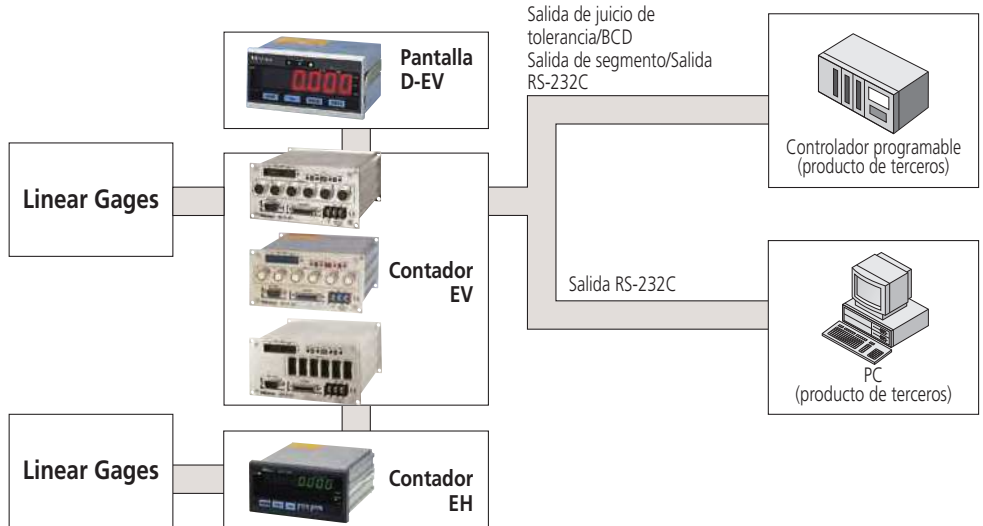 Salida de juicio de
tolerancia/BCD
Salida de segmento/Salida
RS-232C
Pantalla
D-EV
Controlador programable
(producto de terceros)
Linear Gages
Contador
EV
Salida RS-232C
PC
(producto de terceros)
Linear Gages
Contador
EH